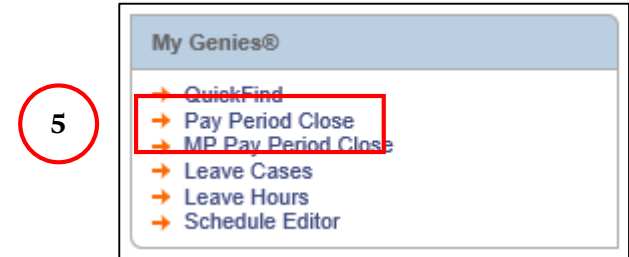 My Genies®
5
QuickFind
Pay Period Close
MP Pay Period Close
Leave Cases
Leave Hours
Schedule Editor